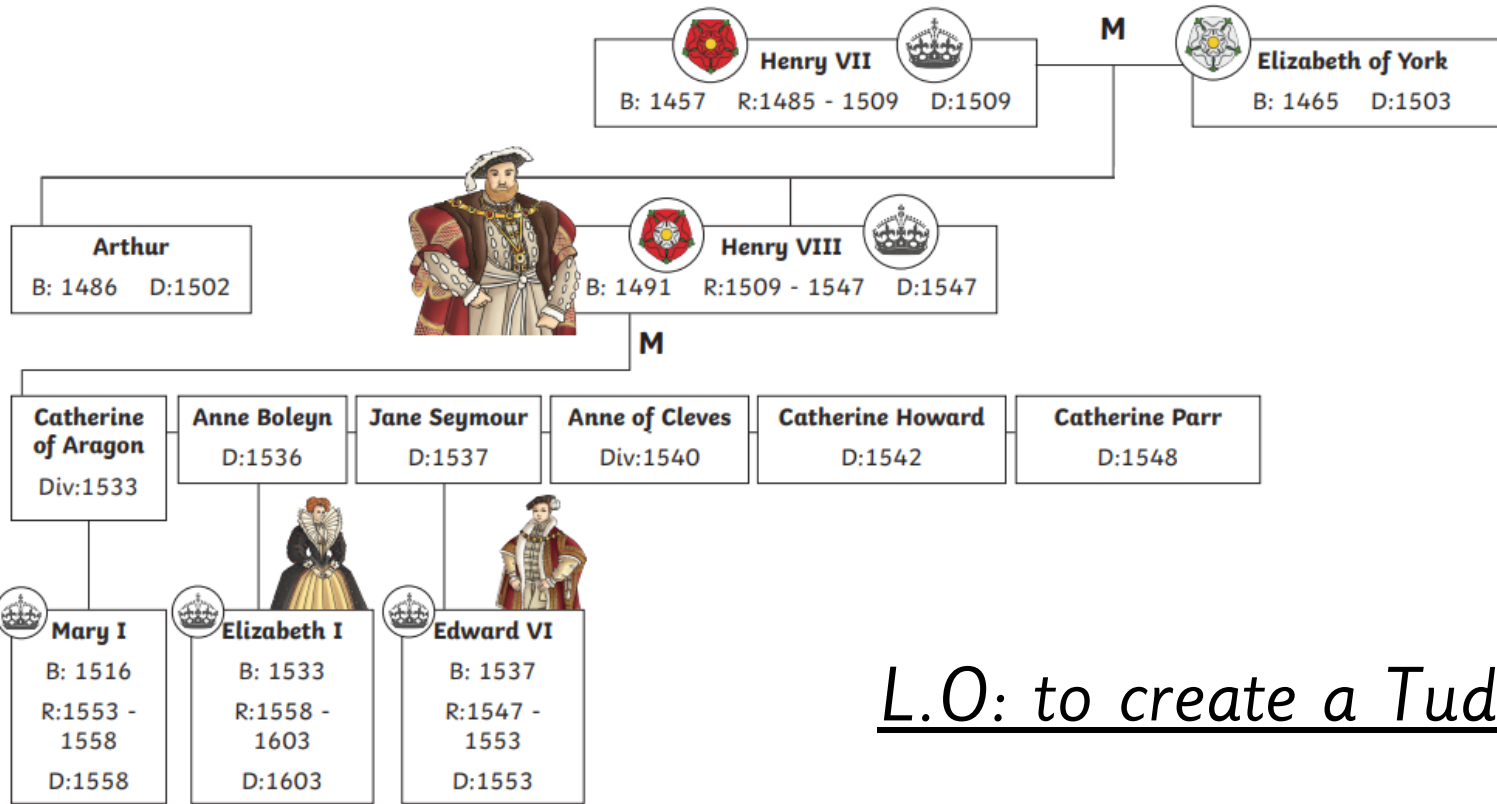 M
Henry VII
B: 1457 R:1485 - 1509 D:1509
Elizabeth of York
B: 1465 D:1503
Arthur
B: 1486 D:1502
Henry VIII
B: 1491 R:1509 - 1547 D:1547
M
Catherine
of Aragon
Div:1533
Anne Boleyn
D:1536
Jane Seymour
D:1537
Anne of Cleves
Div:1540
Catherine Howard
D:1542
Catherine Parr
D:1548
Mary I
B: 1516
R:1553 -
1558
D:1558
Elizabeth I
B: 1533
R:1558 -
1603
D:1603
Edward VI
B: 1537
R:1547 -
1553
D:1553
L.O: to create a Tud